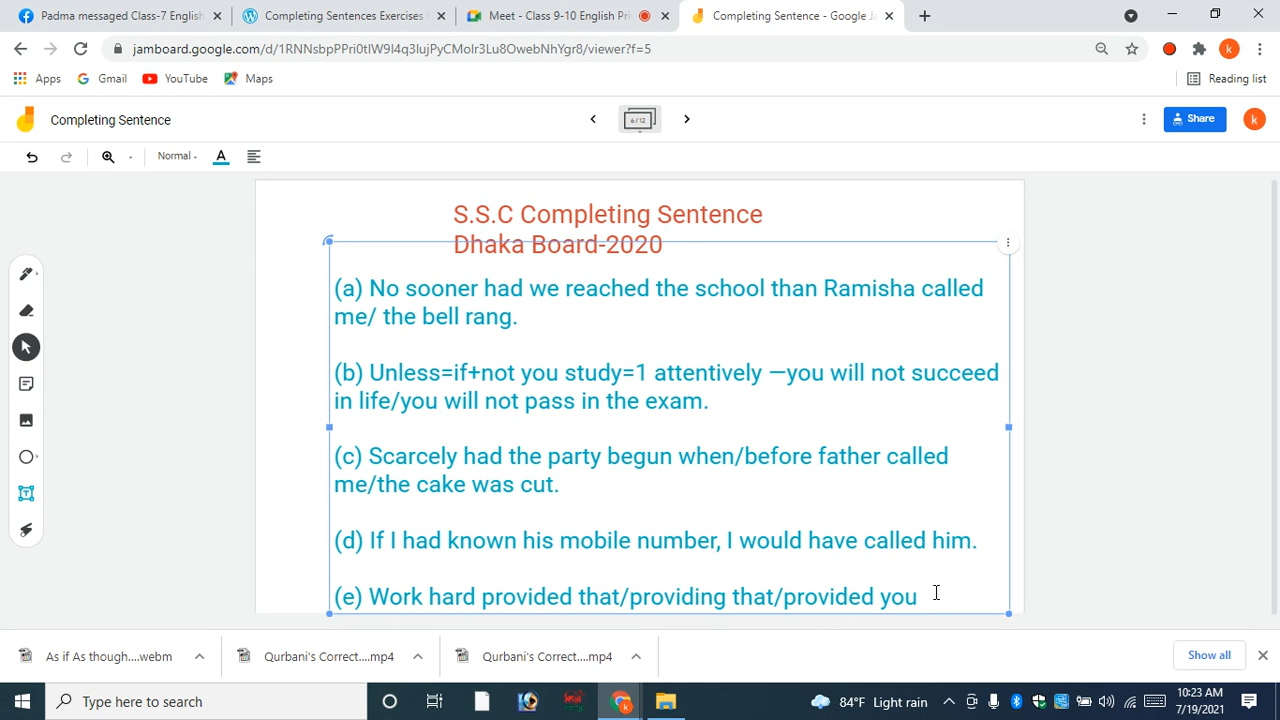 Padma messaged Class-7 English
Completing Sentences Exercises
Meet - Class 9-10 English Pri
Completing Sentence - Google Ja
jamboard.google.com/d/1RNNsbpPPri0tlW9l4q3lujPyCMolr3Lu8OwebNhYgr8/viewer?f=5
Apps
Gmail
YouTube
Maps
Reading list
Completing Sentence
6 / 12
Share
k
Normal
S.S.C Completing Sentence
Dhaka Board-2020
(a) No sooner had we reached the school than Ramisha called
me/ the bell rang.
(b) Unless=if+not you study=1 attentively —you will not succeed
in life/you will not pass in the exam.
(c) Scarcely had the party begun when/before father called
me/the cake was cut.
(d) If I had known his mobile number, I would have called him.
(e) Work hard provided that/providing that/provided you
As if As though....webm
Qurbani's Correct....mp4
Qurbani's Correct....mp4
Show all
Type here to search
84°F Light rain
10:23 AM
7/19/2021